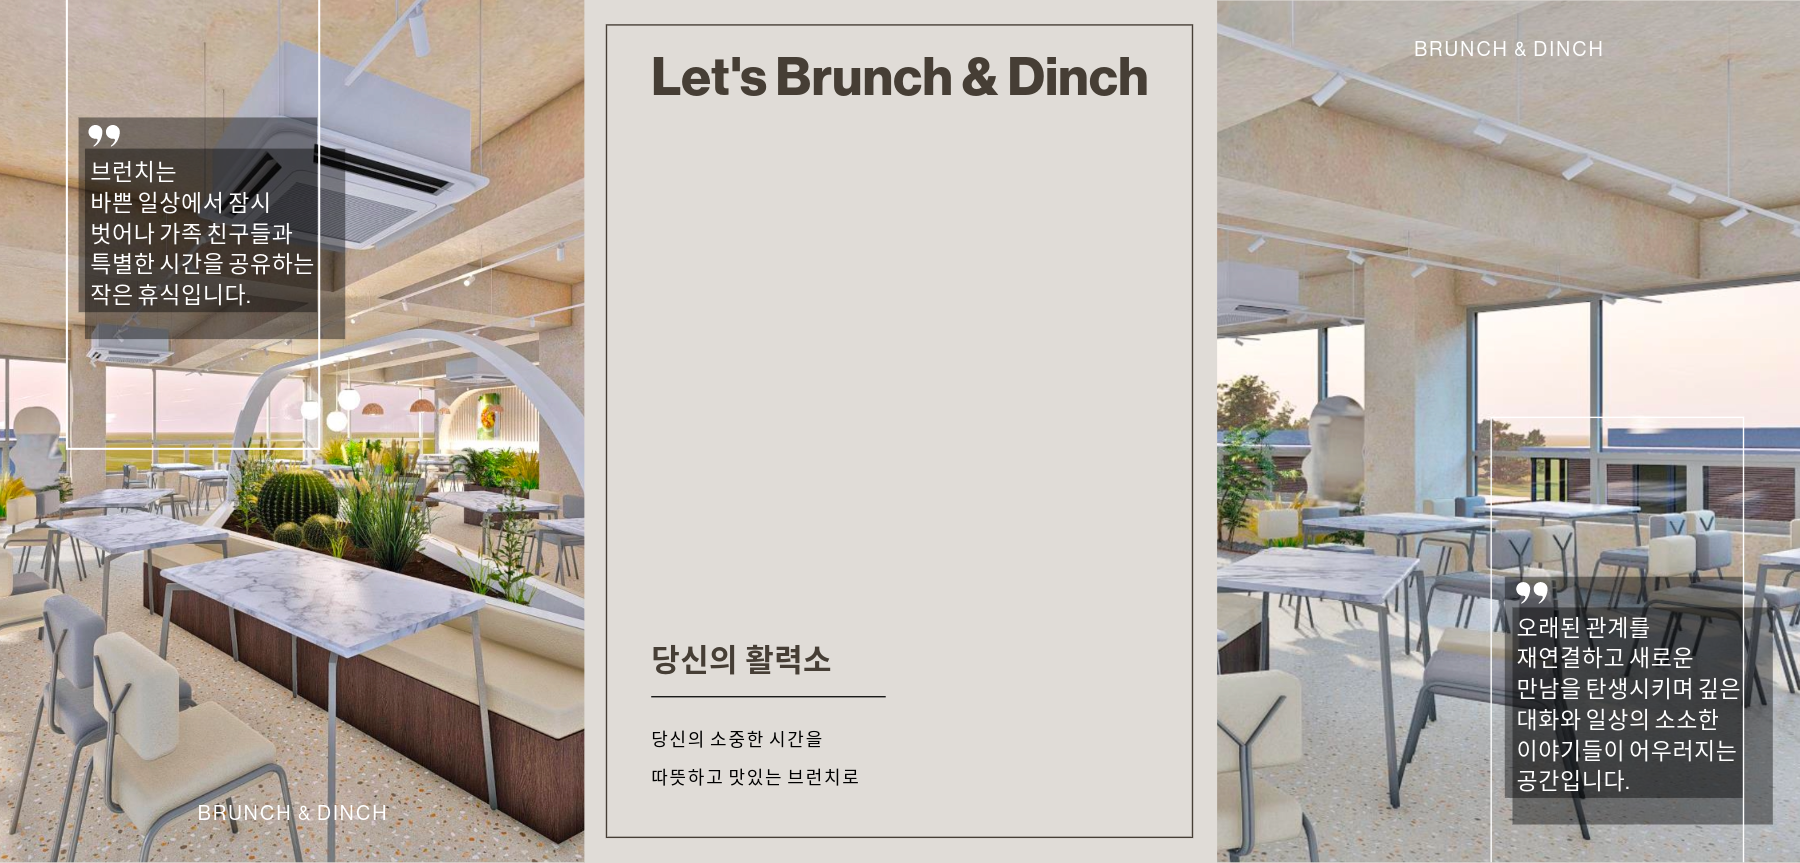 브런치는
바쁜 일상에서 잠시
벗어나 가족 친구들과
특별한 시간을 공유하는
작은 휴식입니다.
BRUNCH & DINCH
Let's Brunch & Dinch
당신의 활력소
당신의 소중한 시간을
따뜻하고 맛있는 브런치로
BRUNCH & DINCH
오래된 관계를
재연결하고 새로운
만남을 탄생시키며 깊은
대화와 일상의 소소한
이야기들이 어우러지는
공간입니다.